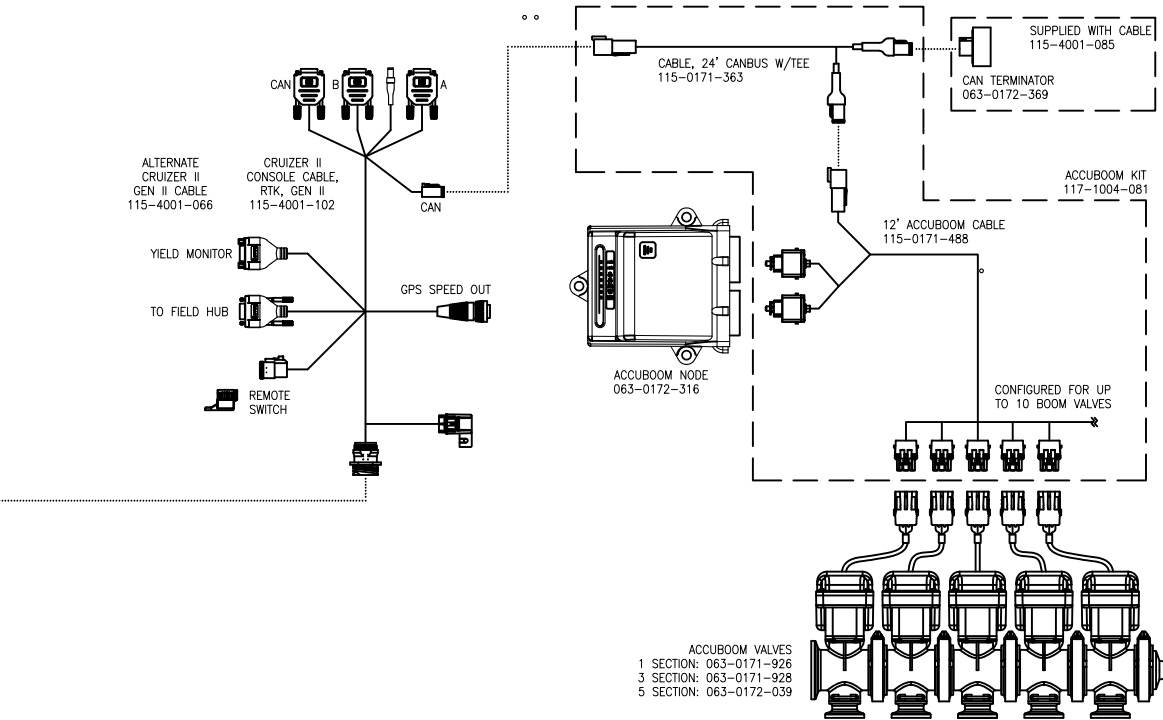 SUPPLIED WITH CABLE
115-4001-085
CAN TERMINATOR
063-0172-369
CABLE, 24' CANBUS W/TEE
115-0171-363
CAN
B
A
ALTERNATE
CRUIZER II
GEN II CABLE
115-4001-066
CRUIZER II
CONSOLE CABLE,
RTK, GEN II
115-4001-102
CAN
ACCUBOOM KIT
117-1004-081
12' ACCUBOOM CABLE
115-0171-488
YIELD MONITOR
GPS SPEED OUT
TO FIELD HUB
REMOTE
SWITCH
ACCUBOOM NODE
063-0172-316
CONFIGURED FOR UP
TO 10 BOOM VALVES
ACCUBOOM VALVES
1 SECTION: 063-0171-926
3 SECTION: 063-0171-928
5 SECTION: 063-0172-039